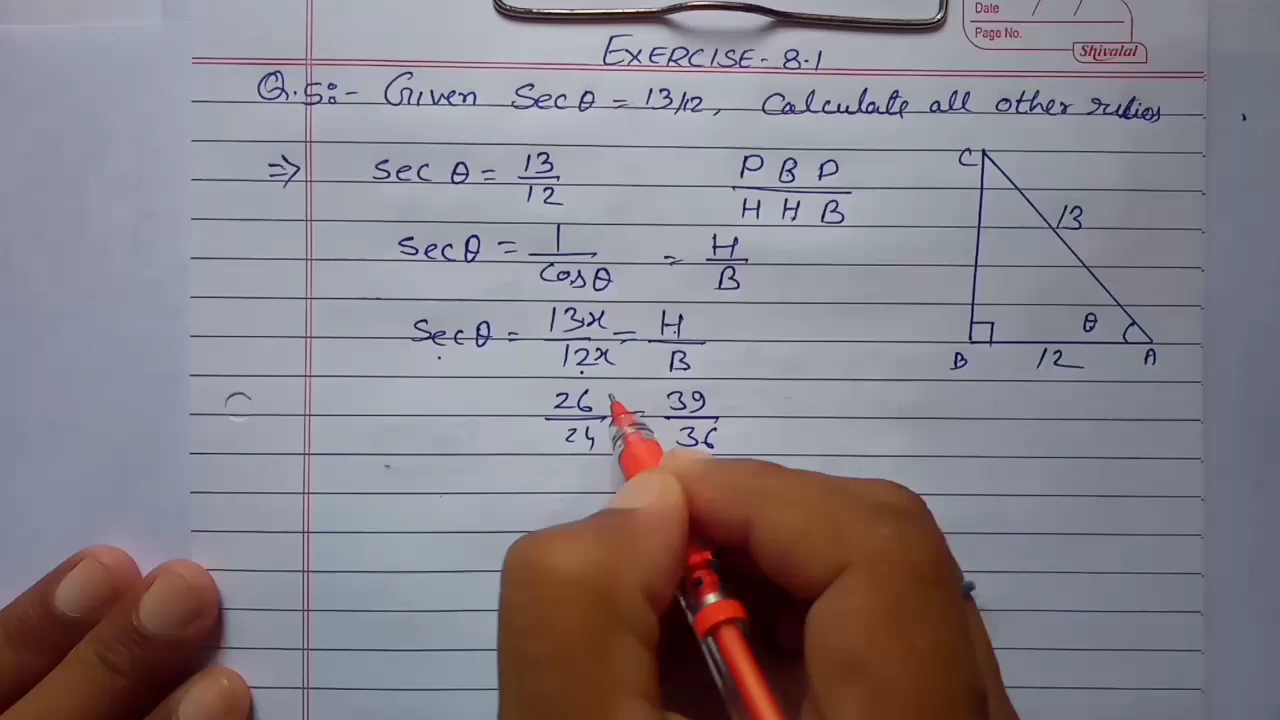 Date / /
Page No.
Shivalal
EXERCISE - 8.1
Q.5:- Given Sec θ = 13/12, Calculate all other ratios
⇒ sec θ = 13/12
P B P
H H B
sec θ = 1/cos θ = H/B
sec θ = 13x/12x = H/B
26/24 = 39/36
C
13
θ
B 12 A